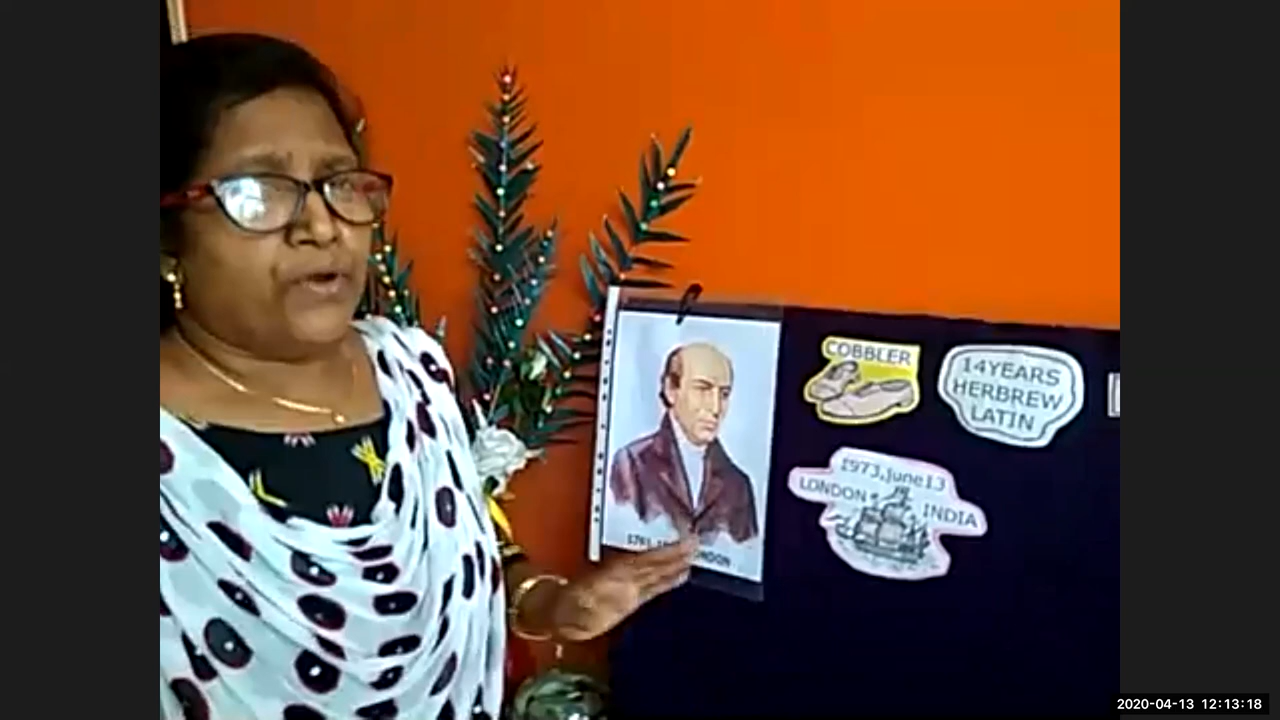 COBBLER
14YEARS
HERBREW
LATIN
1973,june13
LONDON
INDIA
2020-04-13 12:13:18